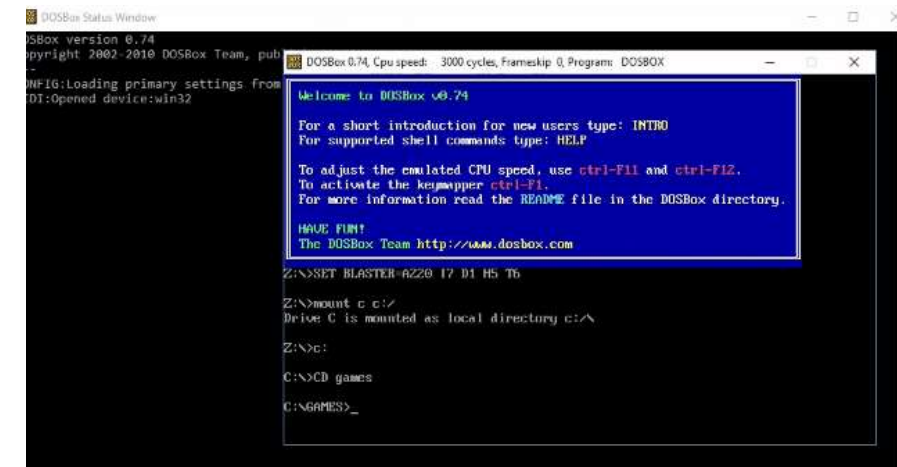 DOSBox Status Window
OSBox version 0.74
opyright 2002-2010 DOSBox Team, pub
--
ONFIG:Loading primary settings from
IDI:Opened device:win32
DOSBox 0.74, Cpu speed: 3000 cycles, Frameskip 0, Program: DOSBOX
Welcome to DOSBox v0.74
For a short introduction for new users type: INTRO
For supported shell commands type: HELP
To adjust the emulated CPU speed, use ctrl-F11 and ctrl-F12.
To activate the keymapper ctrl-F1.
For more information read the README file in the DOSBox directory.
HAVE FUN!
The DOSBox Team http://www.dosbox.com
Z:\>SET BLASTER=A220 I7 D1 H5 T6
Z:\>mount c c:/
Drive C is mounted as local directory c:/\
Z:\>c:
C:\>CD games
C:\GAMES>_